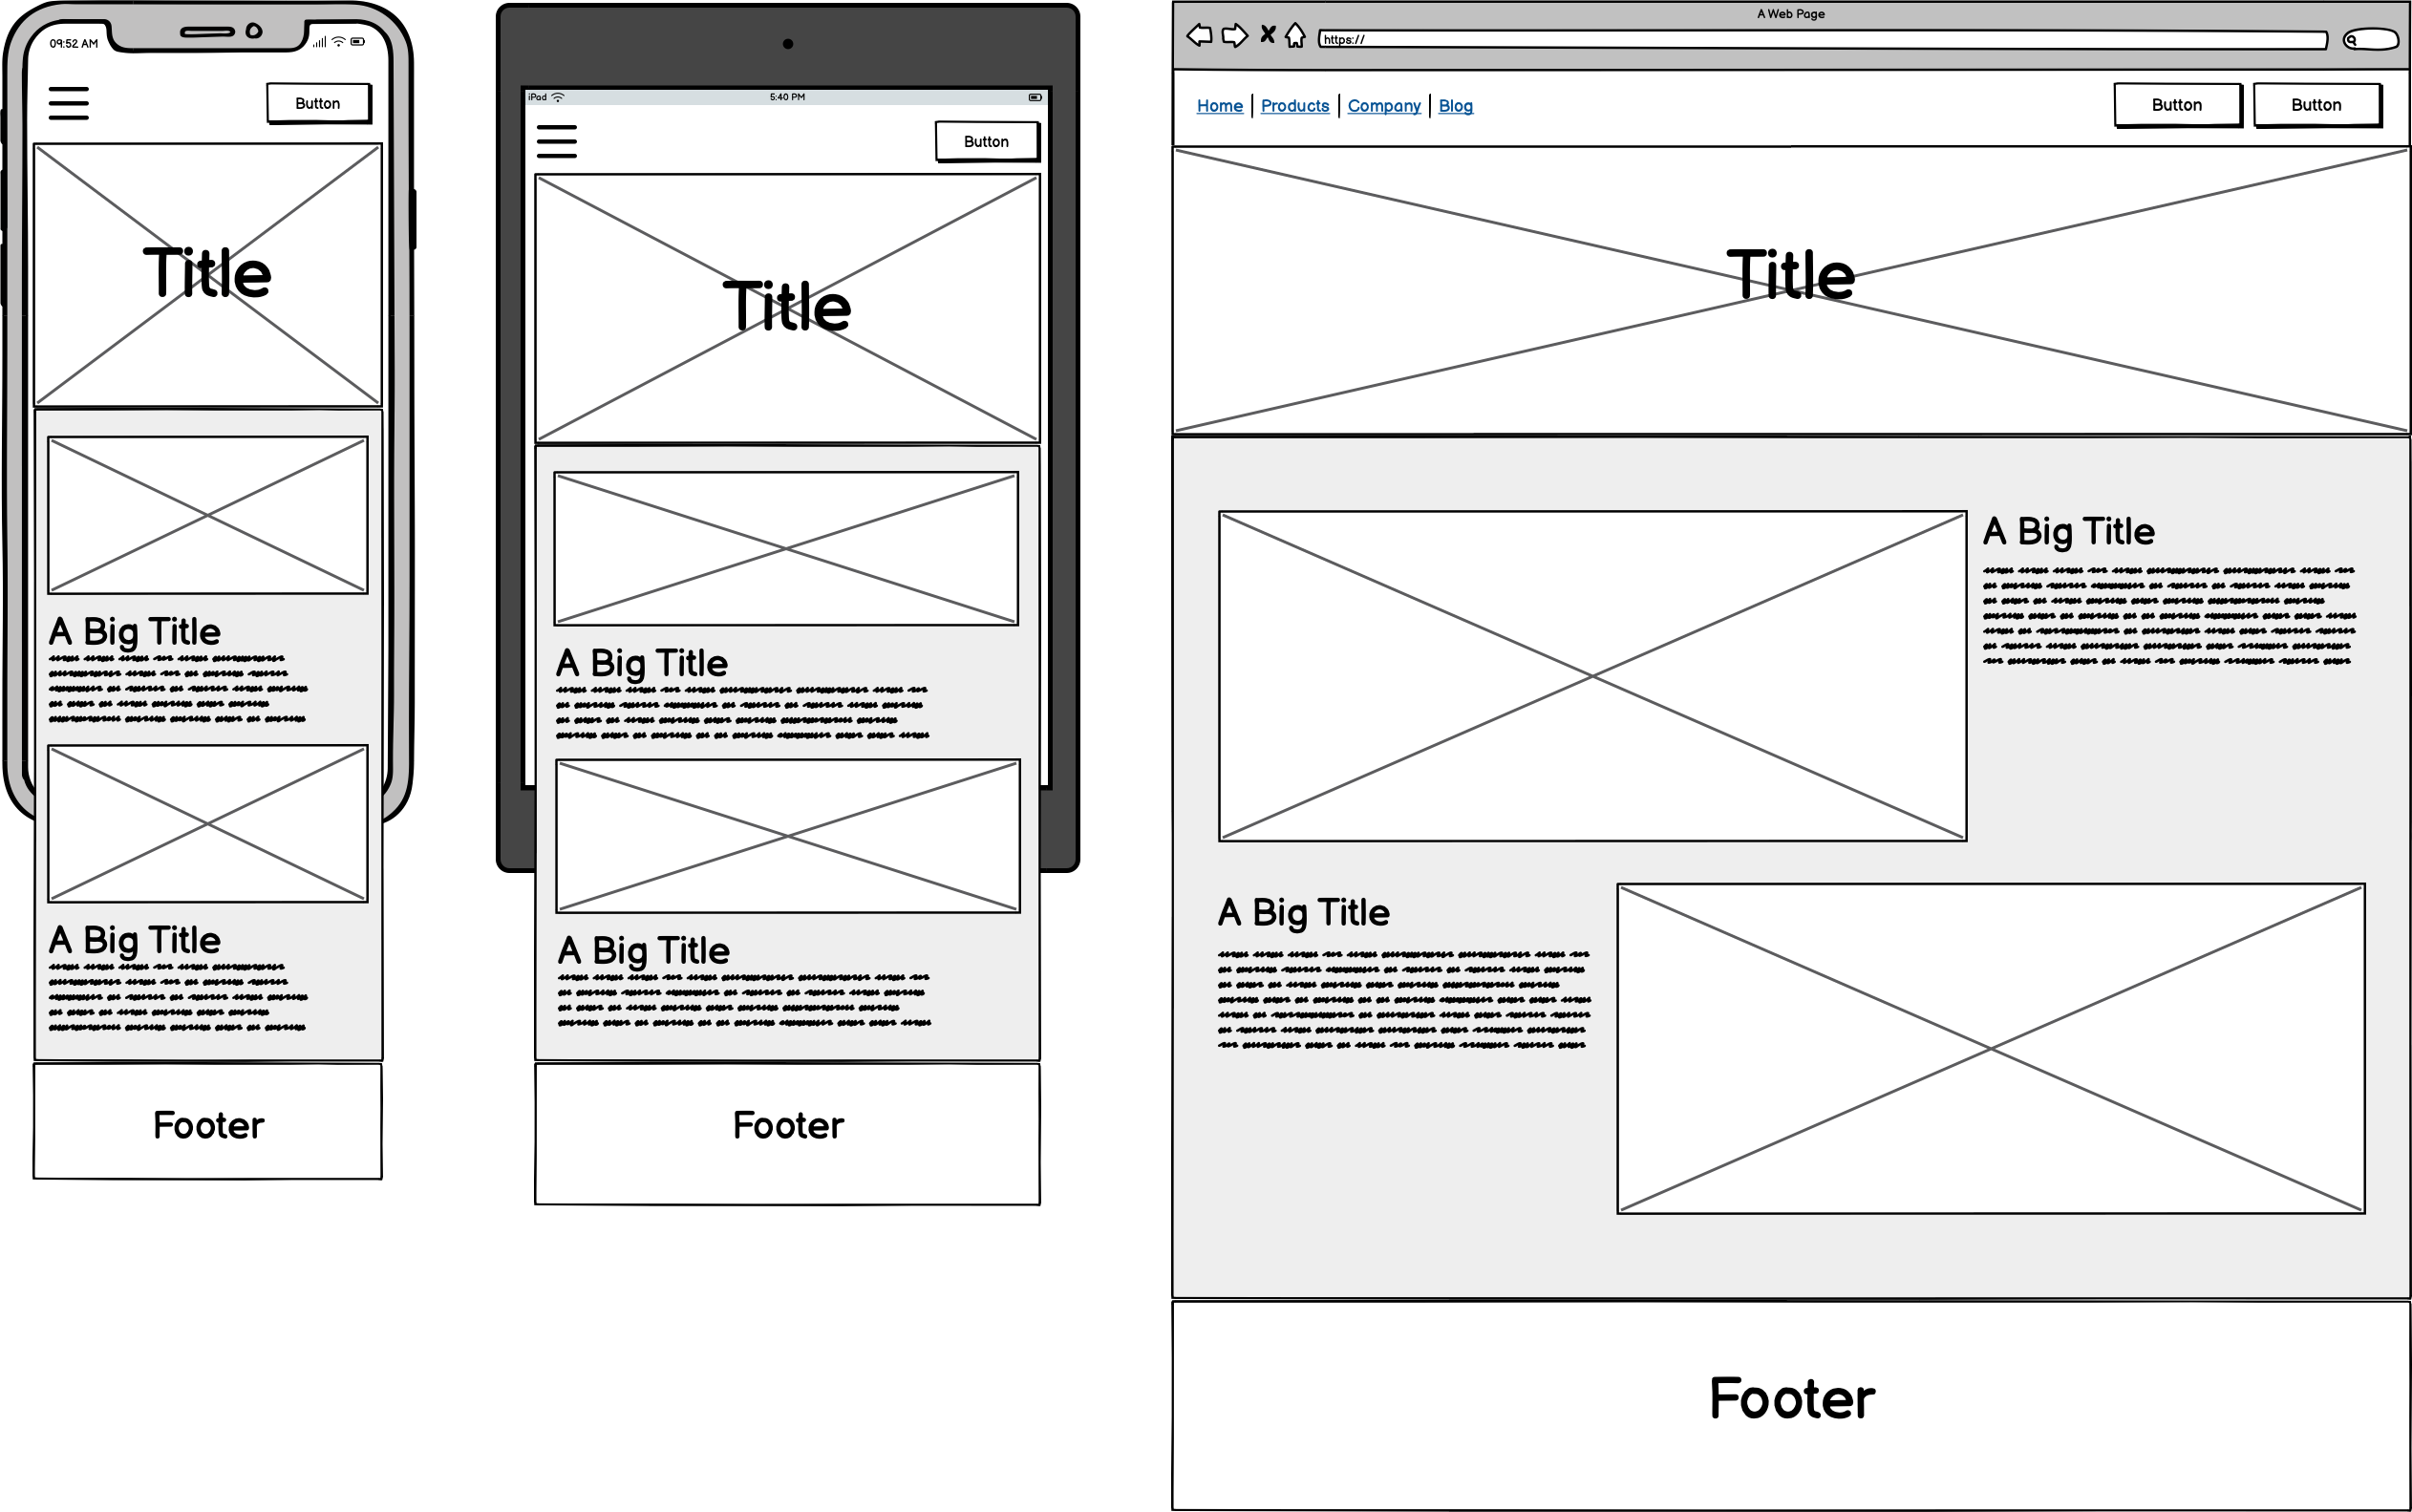 09:52 AM
Button
Title
A Big Title
A Big Title
Footer
iPad
5:40 PM
Button
Title
A Big Title
A Big Title
Footer
A Web Page
https://
Home
Products
Company
Blog
Button
Button
Title
A Big Title
A Big Title
Footer